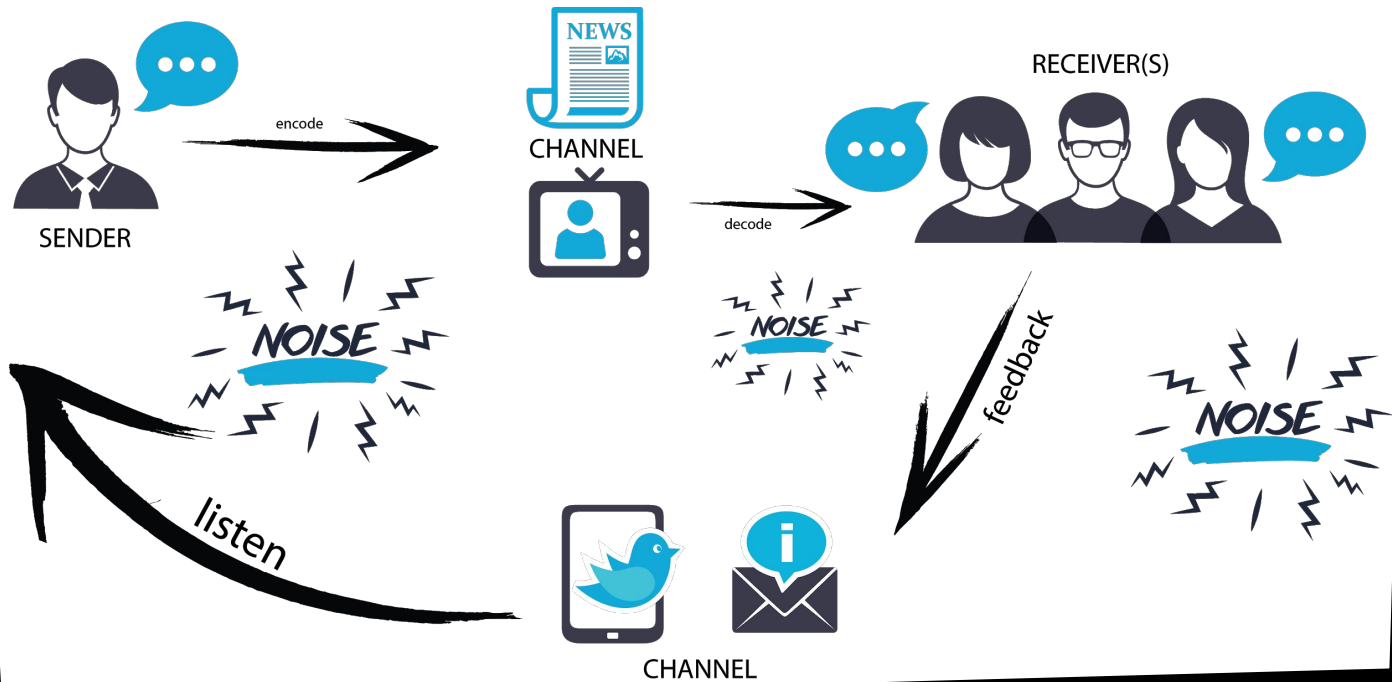 NEWS
RECEIVER(S)
encode
CHANNEL
decode
SENDER
NOISE
NOISE
feedback
NOISE
listen
i
CHANNEL